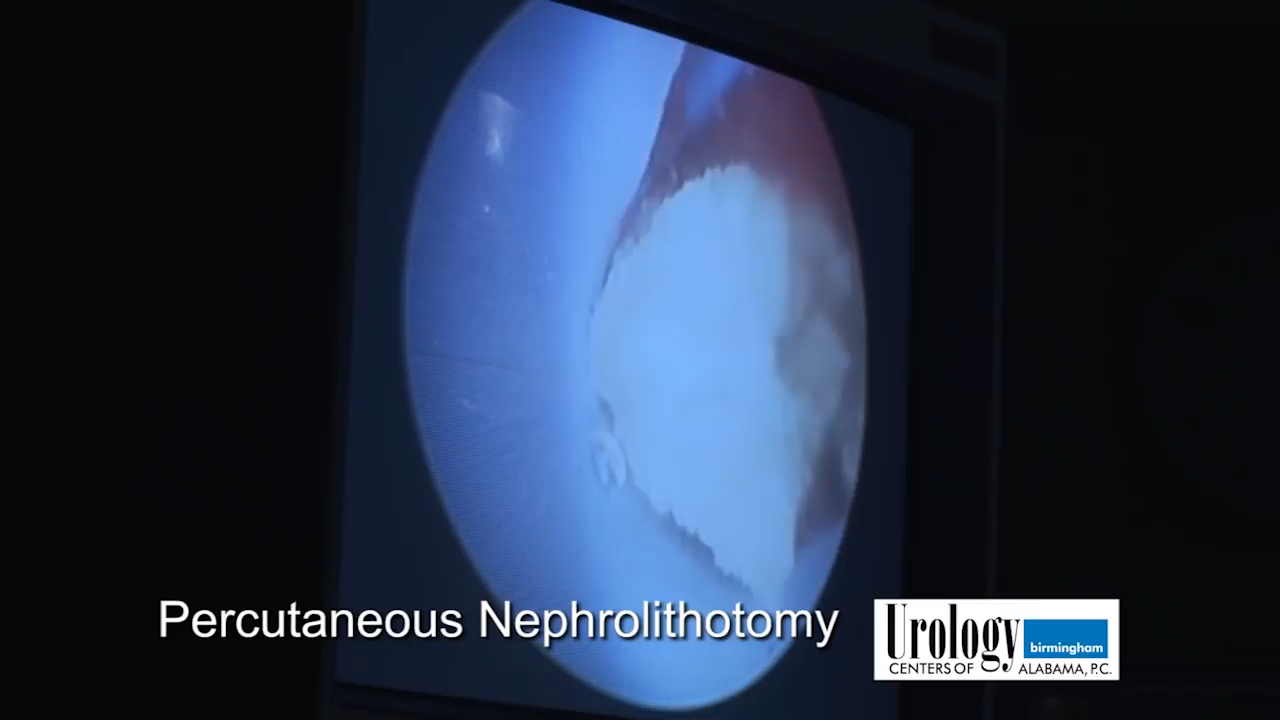 Percutaneous Nephrolithotomy
Urology
birmingham
CENTERS OF ALABAMA, P.C.